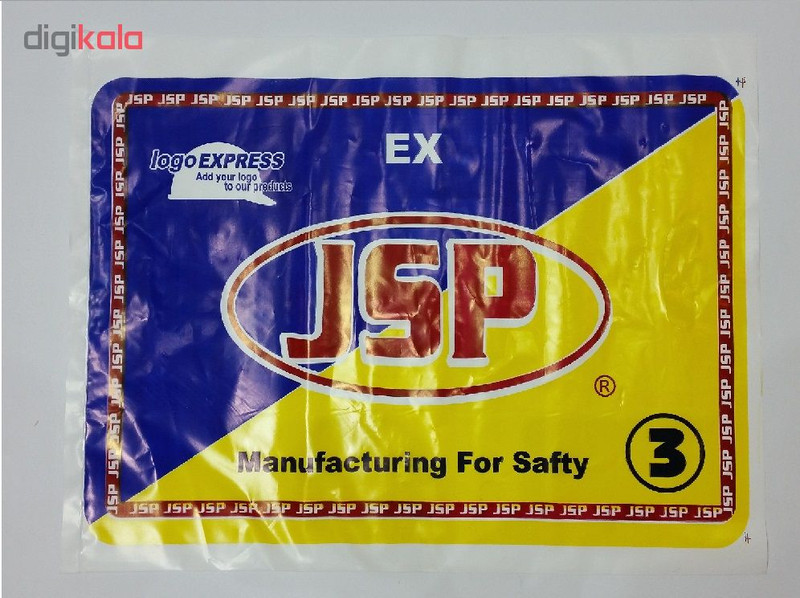 digikala
JSP JSP JSP JSP JSP JSP JSP JSP JSP JSP JSP JSP JSP JSP JSP JSP JSP JSP
EX
logoEXPRESS
Add your logo
to our products
JSP
®
3
Manufacturing For Safty
JSP JSP JSP JSP JSP JSP JSP JSP JSP JSP JSP JSP JSP JSP JSP JSP JSP JSP